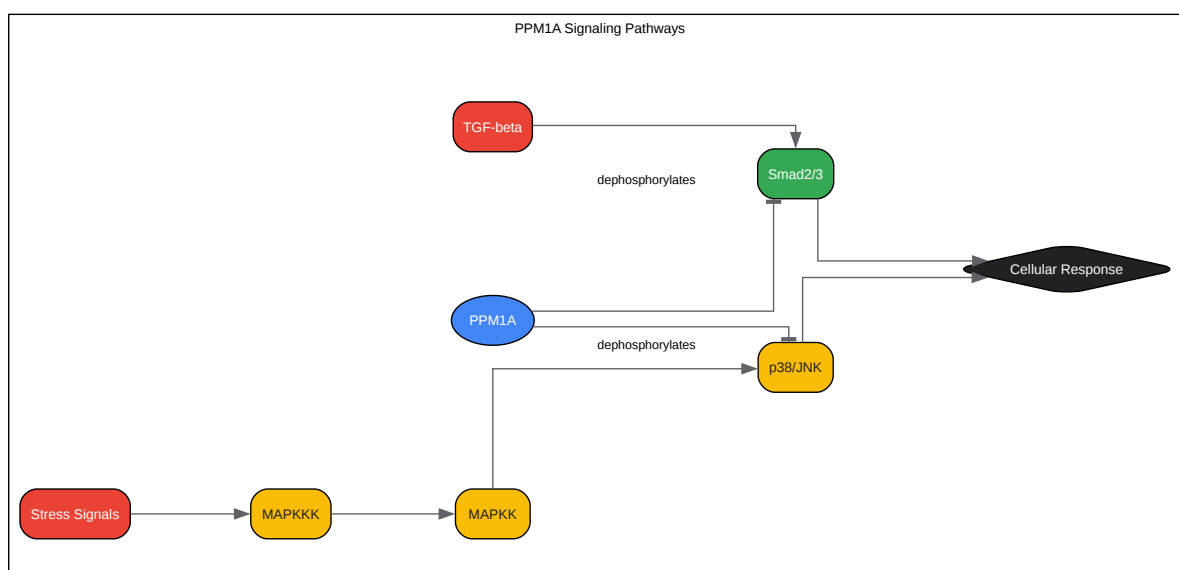 PPM1A Signaling Pathways
TGF-beta
Smad2/3
dephosphorylates
Cellular Response
PPM1A
dephosphorylates
p38/JNK
Stress Signals
MAPKKK
MAPKK